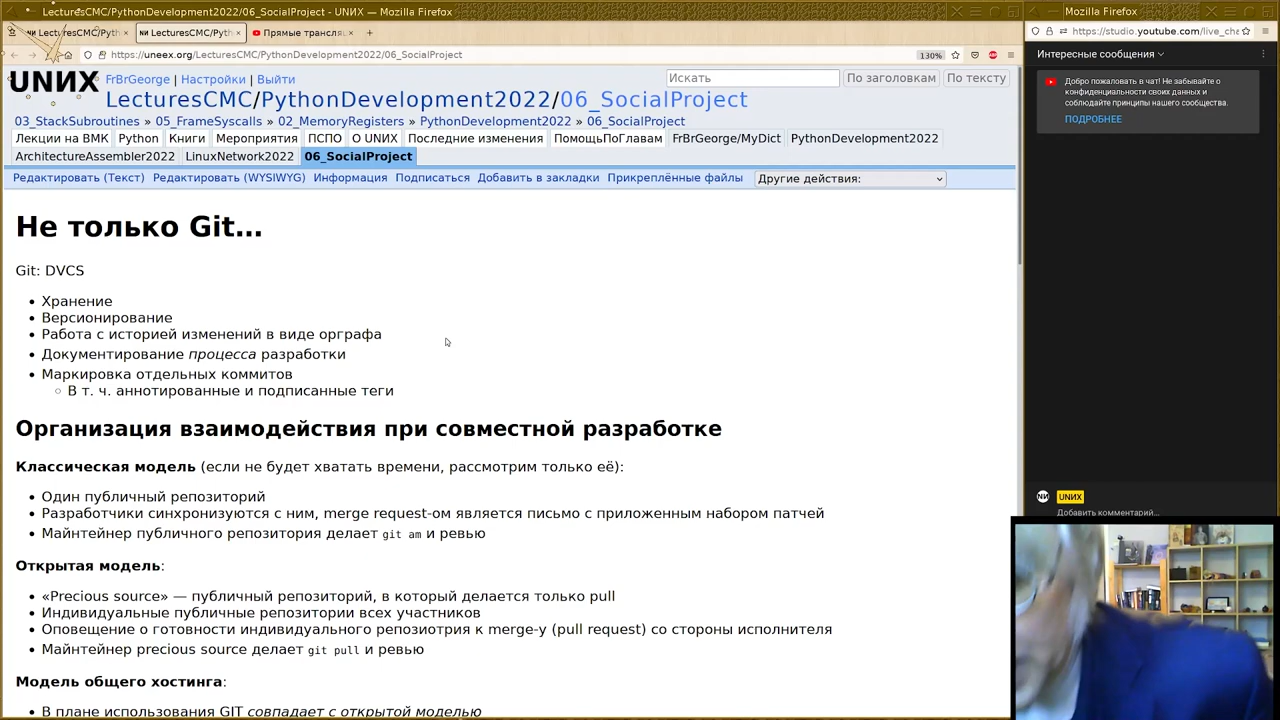 LecturesCMC/PythonDevelopment2022/06_SocialProject - UNИX — Mozilla Firefox
Mozilla Firefox
LecturesCMC/Pyth
LecturesCMC/Pyth
Прямые трансля
https://uneex.org/LecturesCMC/PythonDevelopment2022/06_SocialProject
130%
https://studio.youtube.com/live_cha
UNИX
FrBrGeorge | Настройки | Выйти
Искать
По заголовкам
По тексту
LecturesCMC/PythonDevelopment2022/06_SocialProject
03_StackSubroutines » 05_FrameSyscalls » 02_MemoryRegisters » PythonDevelopment2022 » 06_SocialProject
Лекции на ВМК Python Книги Мероприятия ПСПО О UNIX Последние изменения ПомощьПоГлавам FrBrGeorge/MyDict PythonDevelopment2022
ArchitectureAssembler2022 LinuxNetwork2022 06_SocialProject
Редактировать (Текст) Редактировать (WYSIWYG) Информация Подписаться Добавить в закладки Прикреплённые файлы Другие действия:
Не только Git...
Git: DVCS
Хранение
Версионирование
Работа с историей изменений в виде орграфа
Документирование процесса разработки
Маркировка отдельных коммитов
В т. ч. аннотированные и подписанные теги
Организация взаимодействия при совместной разработке
Классическая модель (если не будет хватать времени, рассмотрим только её):
Один публичный репозиторий
Разработчики синхронизуются с ним, merge request-ом является письмо с приложенным набором патчей
Майнтейнер публичного репозитория делает git am и ревью
Открытая модель:
«Precious source» — публичный репозиторий, в который делается только pull
Индивидуальные публичные репозитории всех участников
Оповещение о готовности индивидуального репозиотрия к merge-у (pull request) со стороны исполнителя
Майнтейнер precious source делает git pull и ревью
Модель общего хостинга:
В плане использования GIT совпадает с открытой моделью
Интересные сообщения
Добро пожаловать в чат! Не забывайте о
конфиденциальности своих данных и
соблюдайте принципы нашего сообщества.
ПОДРОБНЕЕ
UNИX
Добавить комментарий...